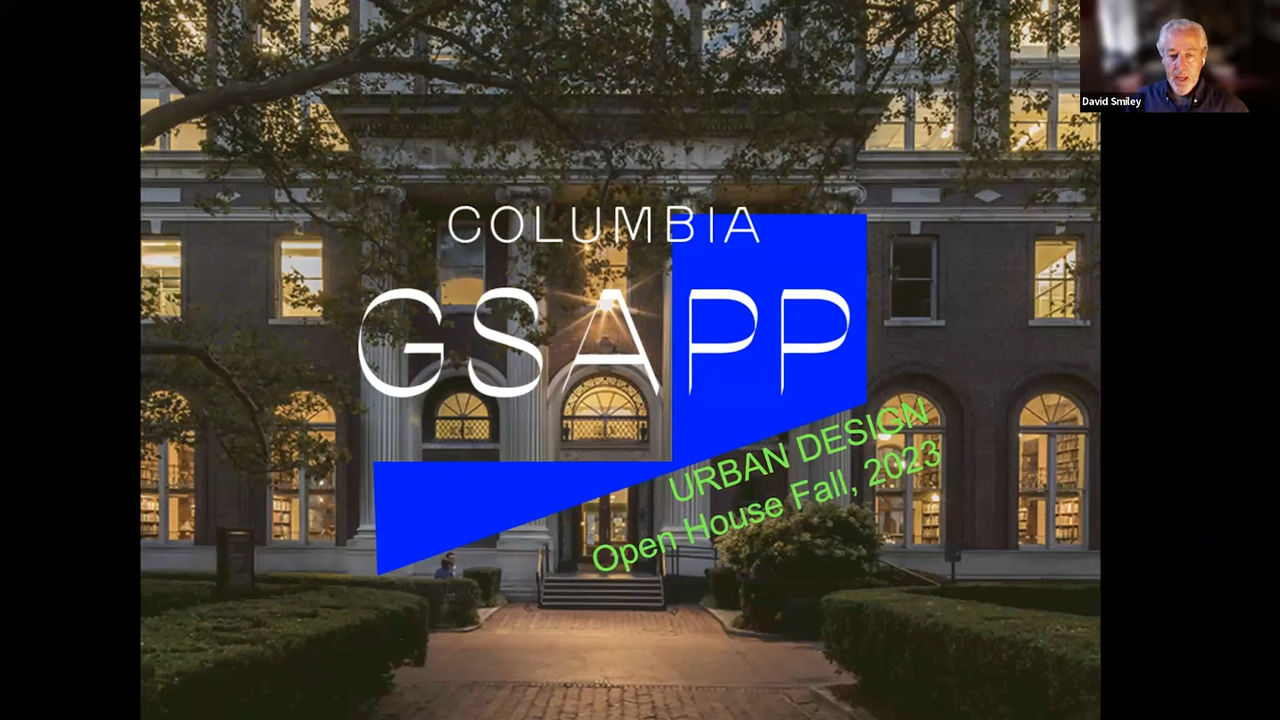 COLUMBIA
GSAPP
URBAN DESIGN
Open House Fall, 2023
David Smiley